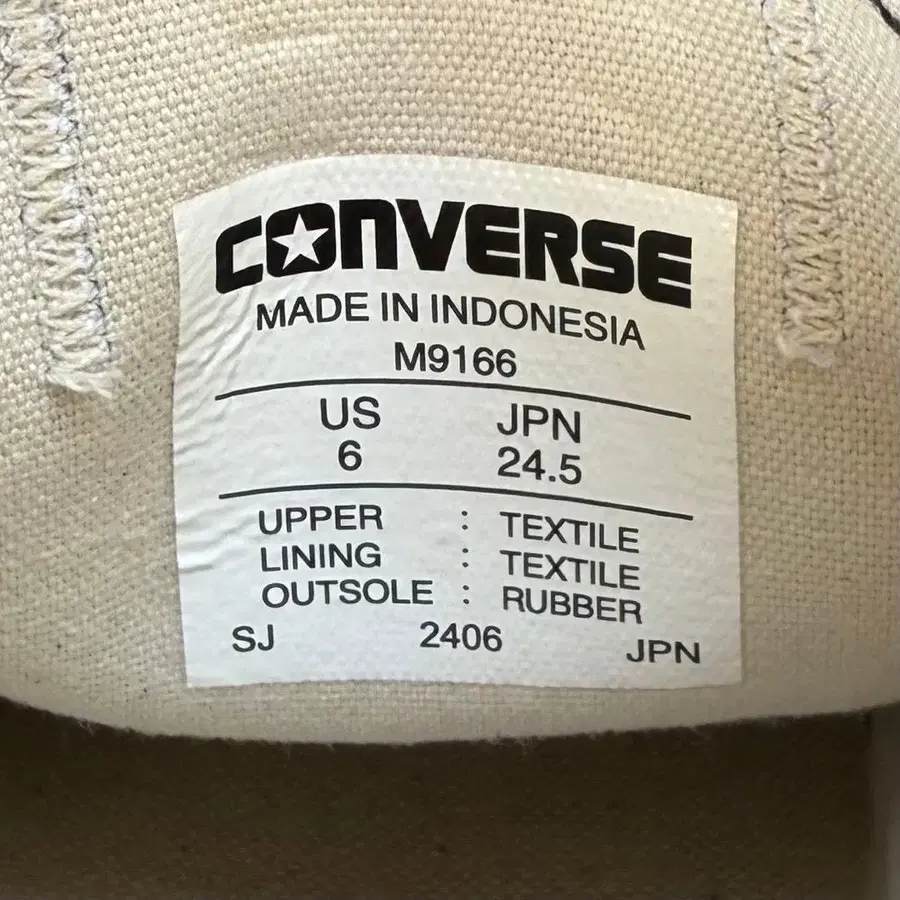 CONVERSE
MADE IN INDONESIA
M9166
US JPN
6 24.5
UPPER : TEXTILE
LINING : TEXTILE
OUTSOLE : RUBBER
SJ 2406 JPN